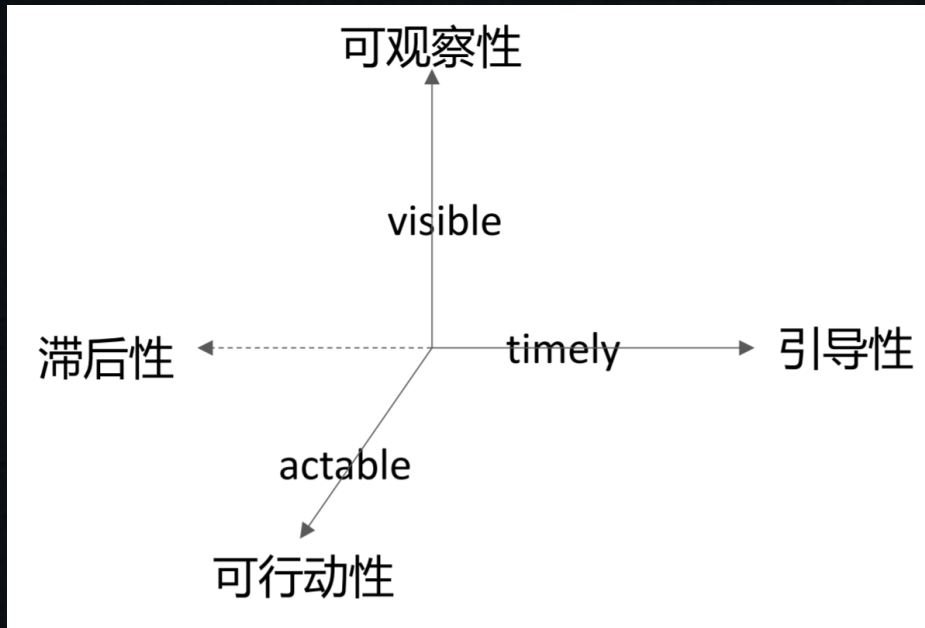 可观察性
visible
滞后性
timely
引导性
actable
可行动性